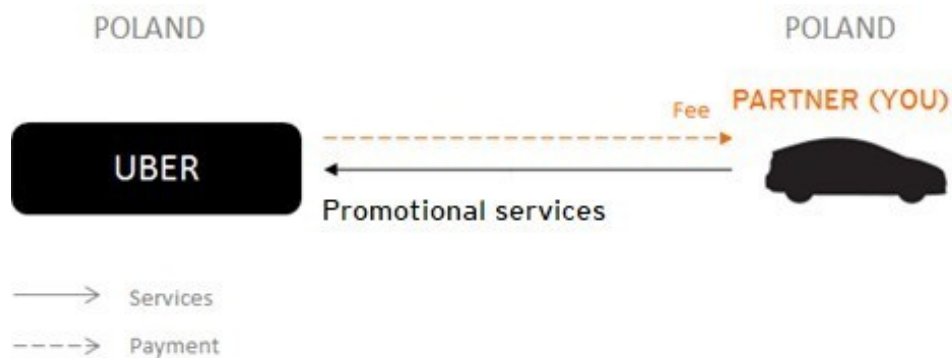 POLAND
POLAND
PARTNER (YOU)
Fee
UBER
Promotional services
Services
Payment